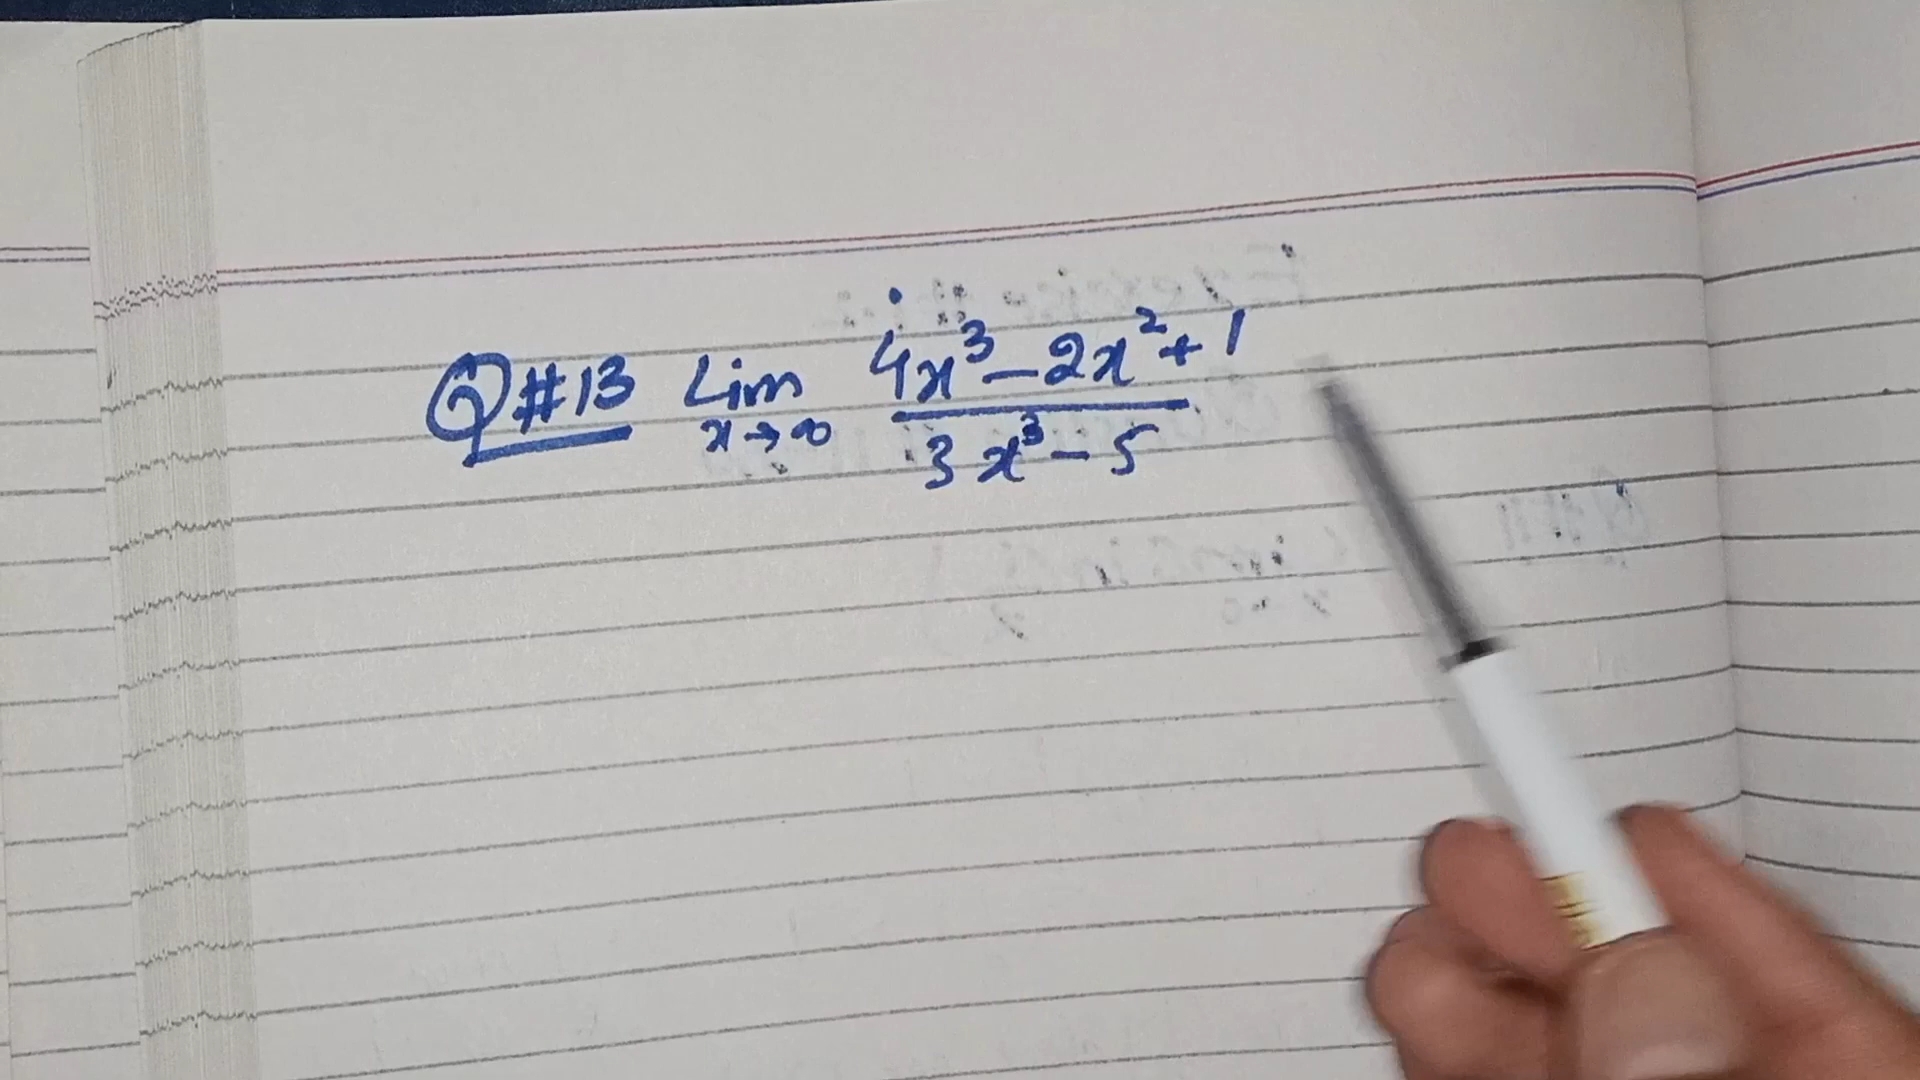 Q#13 Lim x→∞ (4x³ - 2x² + 1) / (3x³ - 5)